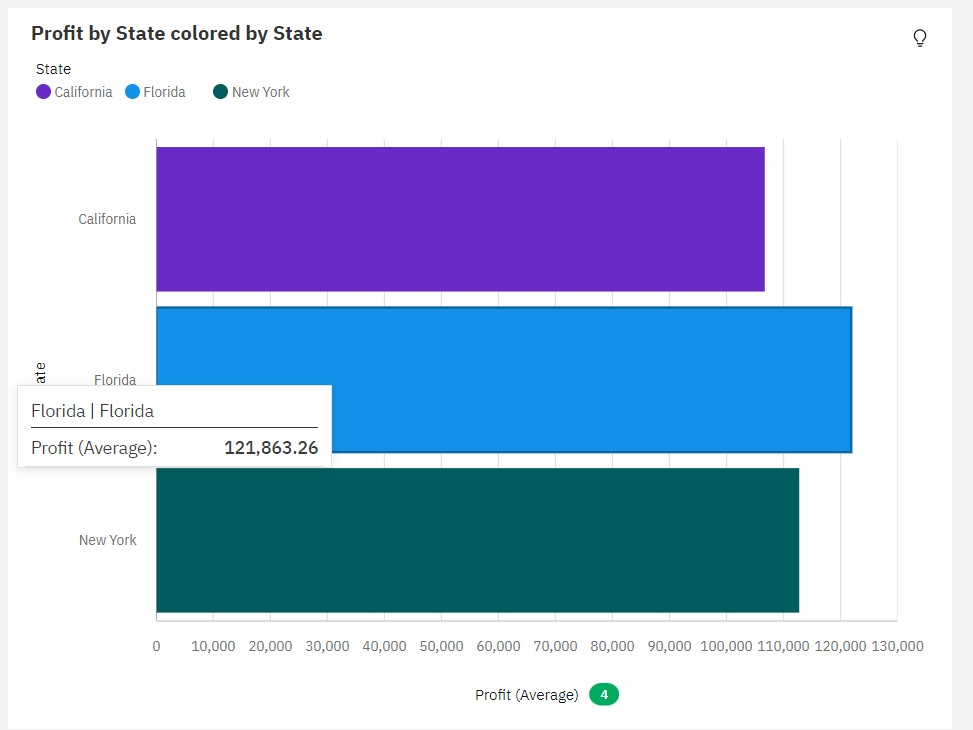 Profit by State colored by State
State
California Florida New York
California
Florida
ate
Florida | Florida
Profit (Average): 121,863.26
New York
0 10,000 20,000 30,000 40,000 50,000 60,000 70,000 80,000 90,000 100,000 110,000 120,000 130,000
Profit (Average) 4